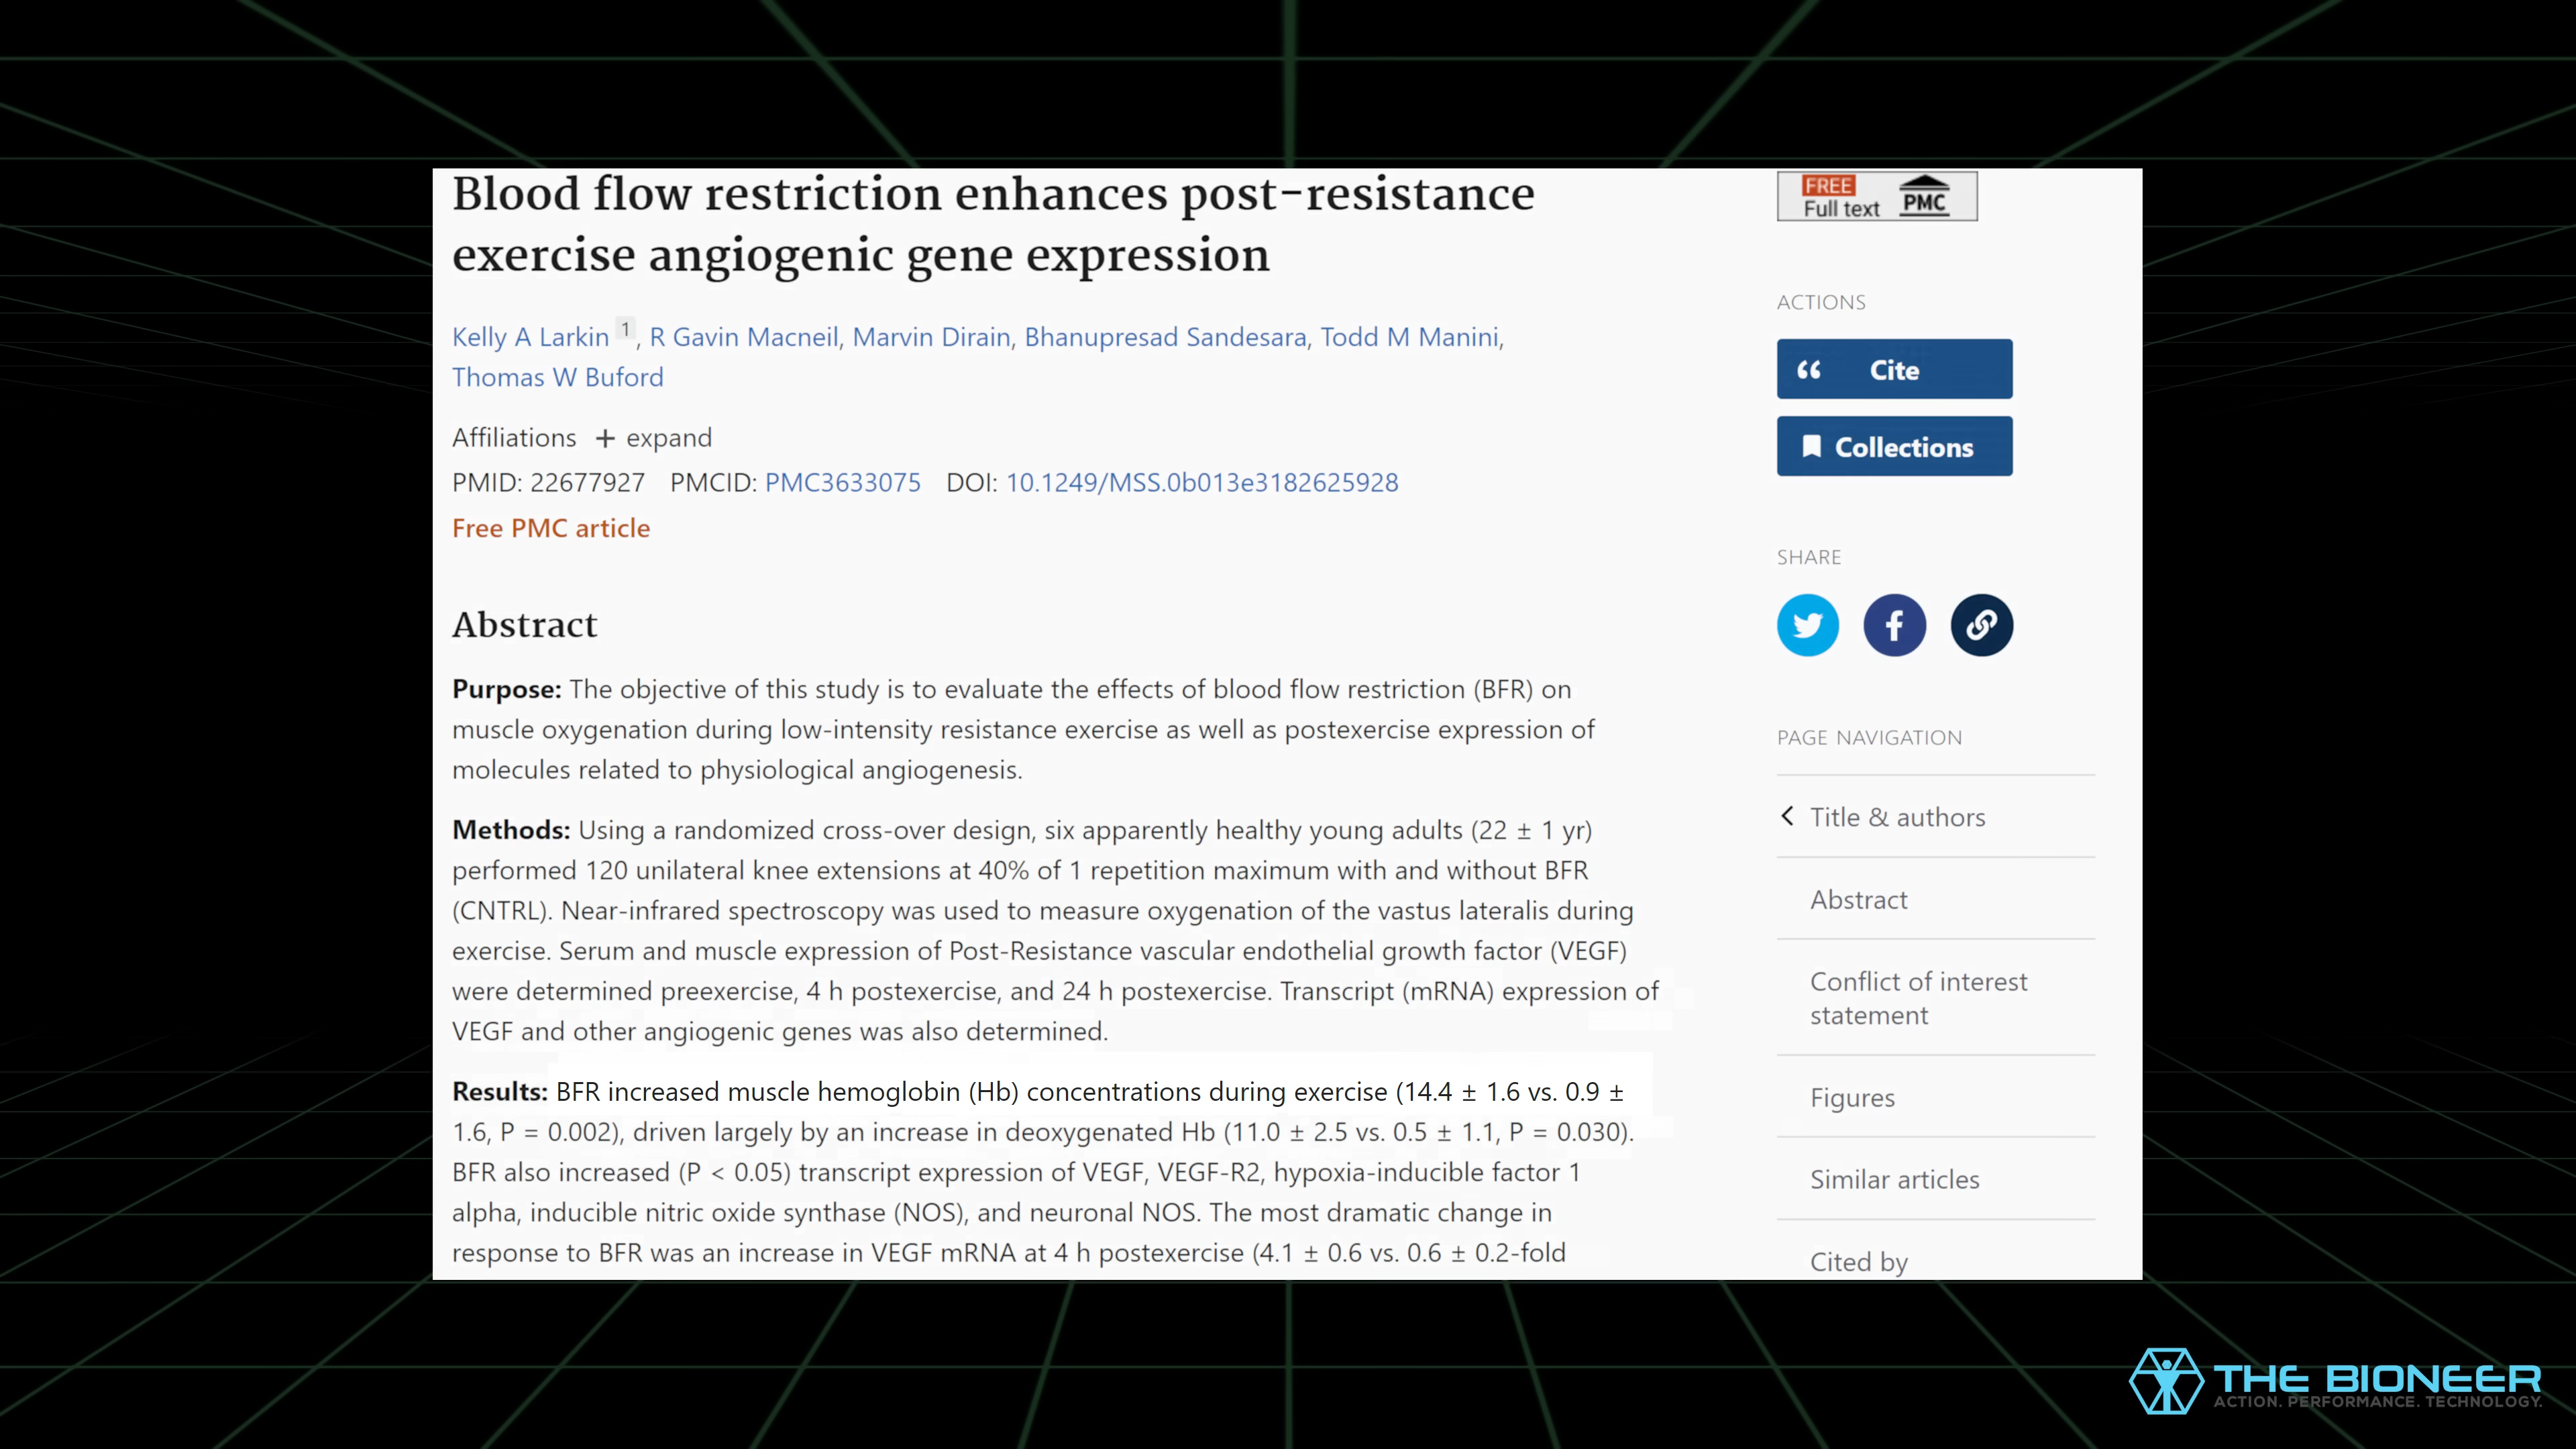 Blood flow restriction enhances post-resistance
exercise angiogenic gene expression
Kelly A Larkin 1, R Gavin Macneil, Marvin Dirain, Bhanupresad Sandesara, Todd M Manini,
Thomas W Buford
Affiliations + expand
PMID: 22677927 PMCID: PMC3633075 DOI: 10.1249/MSS.0b013e3182625928
Free PMC article
Abstract
Purpose: The objective of this study is to evaluate the effects of blood flow restriction (BFR) on
muscle oxygenation during low-intensity resistance exercise as well as postexercise expression of
molecules related to physiological angiogenesis.
Methods: Using a randomized cross-over design, six apparently healthy young adults (22 ± 1 yr)
performed 120 unilateral knee extensions at 40% of 1 repetition maximum with and without BFR
(CNTRL). Near-infrared spectroscopy was used to measure oxygenation of the vastus lateralis during
exercise. Serum and muscle expression of Post-Resistance vascular endothelial growth factor (VEGF)
were determined preexercise, 4 h postexercise, and 24 h postexercise. Transcript (mRNA) expression of
VEGF and other angiogenic genes was also determined.
Results: BFR increased muscle hemoglobin (Hb) concentrations during exercise (14.4 ± 1.6 vs. 0.9 ±
1.6, P = 0.002), driven largely by an increase in deoxygenated Hb (11.0 ± 2.5 vs. 0.5 ± 1.1, P = 0.030).
BFR also increased (P < 0.05) transcript expression of VEGF, VEGF-R2, hypoxia-inducible factor 1
alpha, inducible nitric oxide synthase (NOS), and neuronal NOS. The most dramatic change in
response to BFR was an increase in VEGF mRNA at 4 h postexercise (4.1 ± 0.6 vs. 0.6 ± 0.2-fold
FREE
Full text PMC
ACTIONS
Cite
Collections
SHARE
PAGE NAVIGATION
Title & authors
Abstract
Conflict of interest
statement
Figures
Similar articles
Cited by
THE BIONEER
ACTION. PERFORMANCE. TECHNOLOGY.